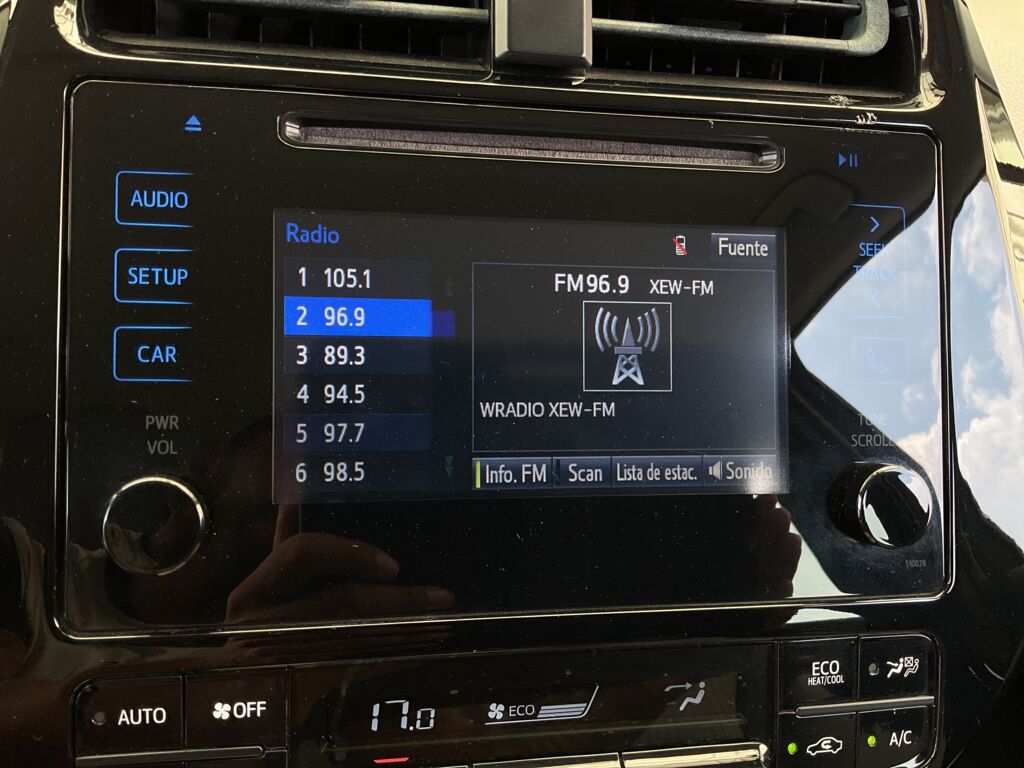 AUDIO
SETUP
CAR
PWR
VOL
Radio
Fuente
1 105.1
2 96.9
3 89.3
4 94.5
5 97.7
6 98.5
FM96.9 XEW-FM
WRADIO XEW-FM
Info. FM Scan Lista de estac. Sonido
SEEK
TRACK
TUNE
SCROLL
510028
AUTO
OFF
17.0
ECO
ECO
HEAT/COOL
A/C